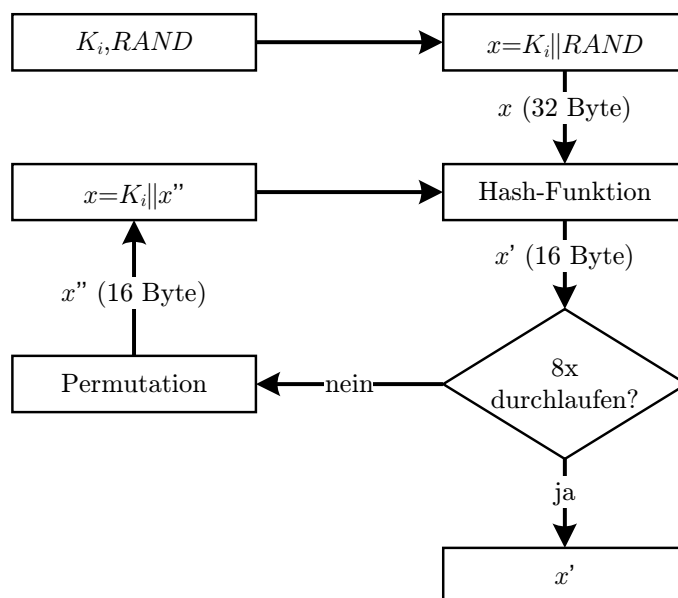 K_i,RAND
x=K_i||RAND
x (32 Byte)
x=K_i||x"
Hash-Funktion
x' (16 Byte)
x" (16 Byte)
8x
durchlaufen?
Permutation
nein
ja
x'